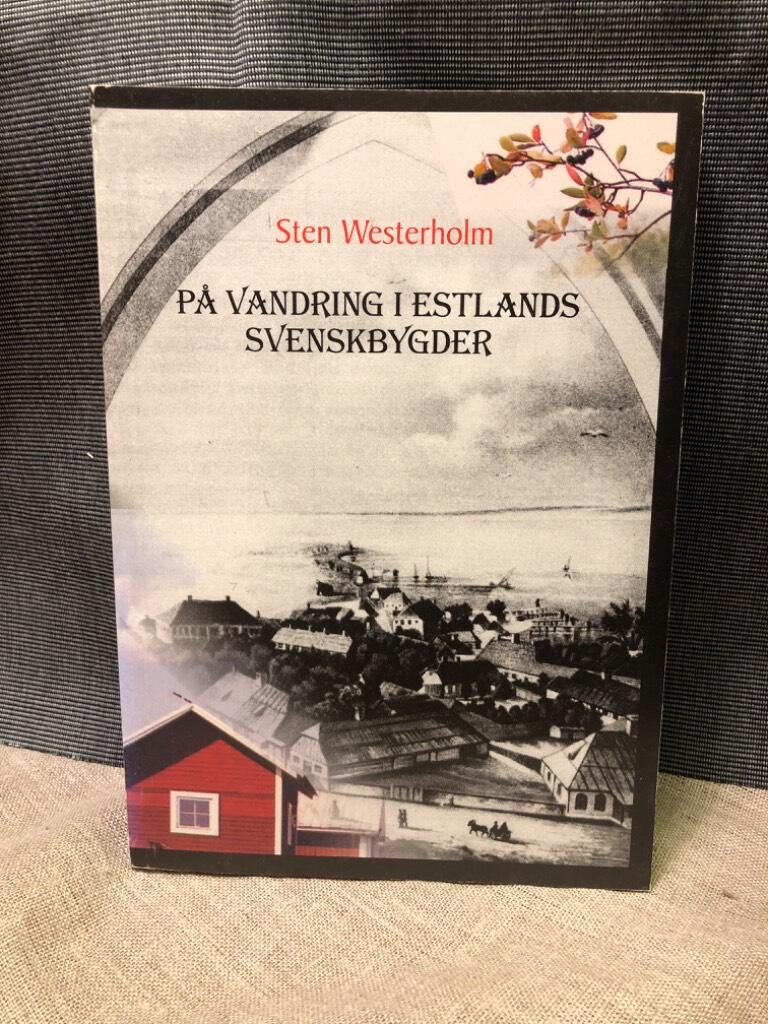 Sten Westerholm
PÅ VANDRING I ESTLANDS
SVENSKBYGDER